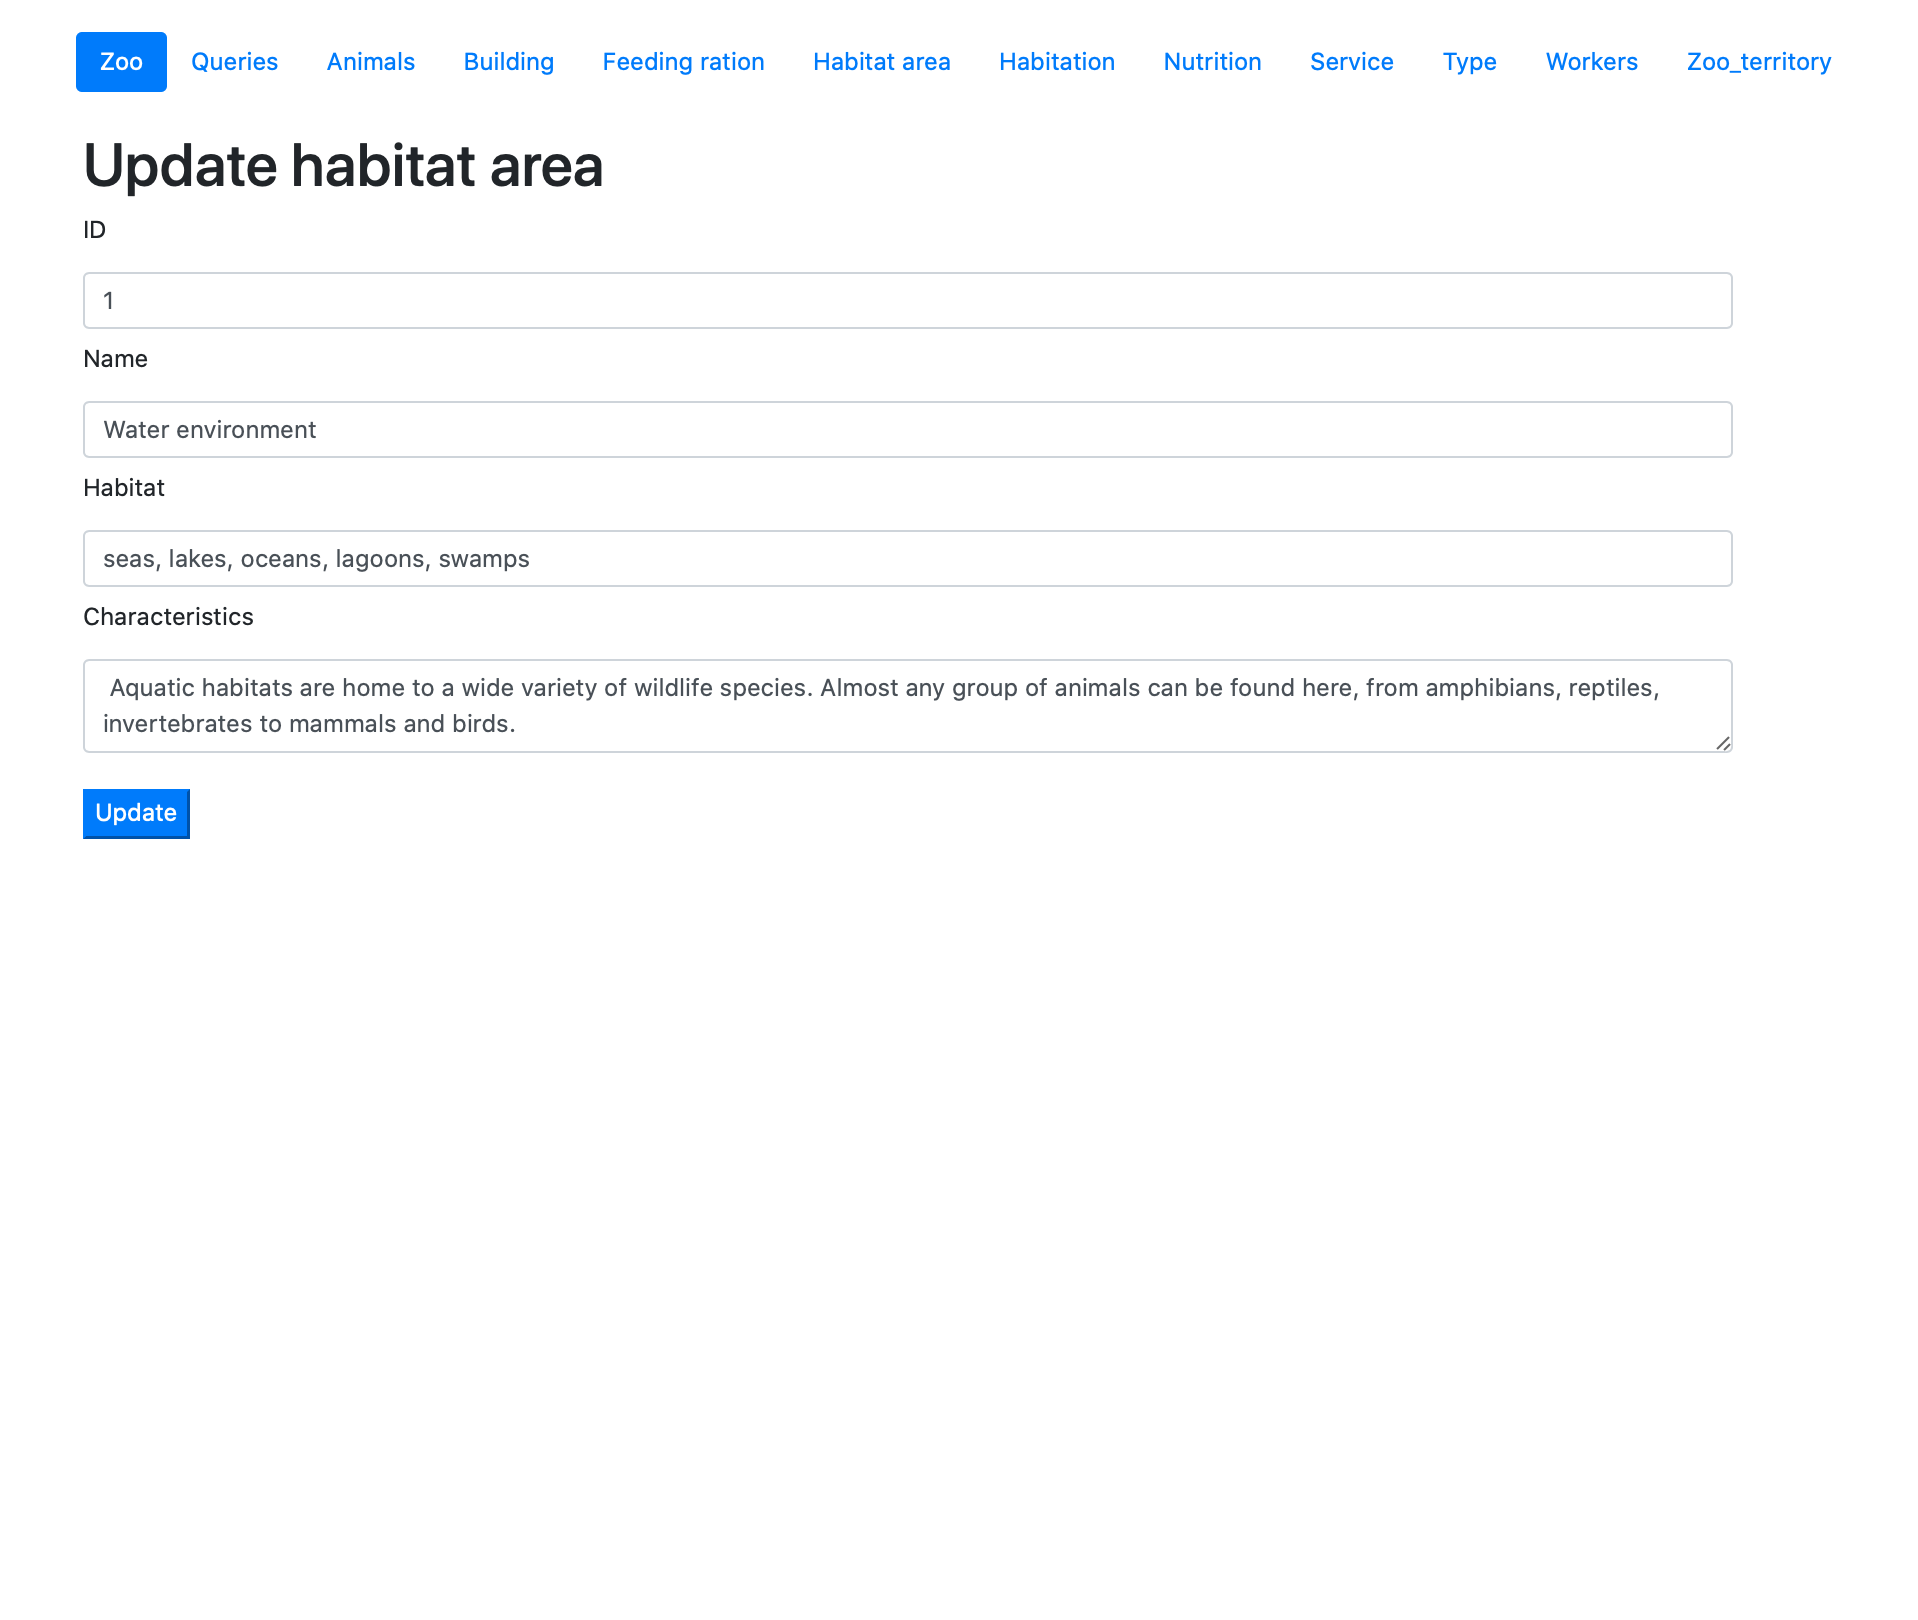 Zoo Queries Animals Building Feeding ration Habitat area Habitation Nutrition Service Type Workers Zoo_territory
Update habitat area
ID
1
Name
Water environment
Habitat
seas, lakes, oceans, lagoons, swamps
Characteristics
Aquatic habitats are home to a wide variety of wildlife species. Almost any group of animals can be found here, from amphibians, reptiles,
invertebrates to mammals and birds.
Update